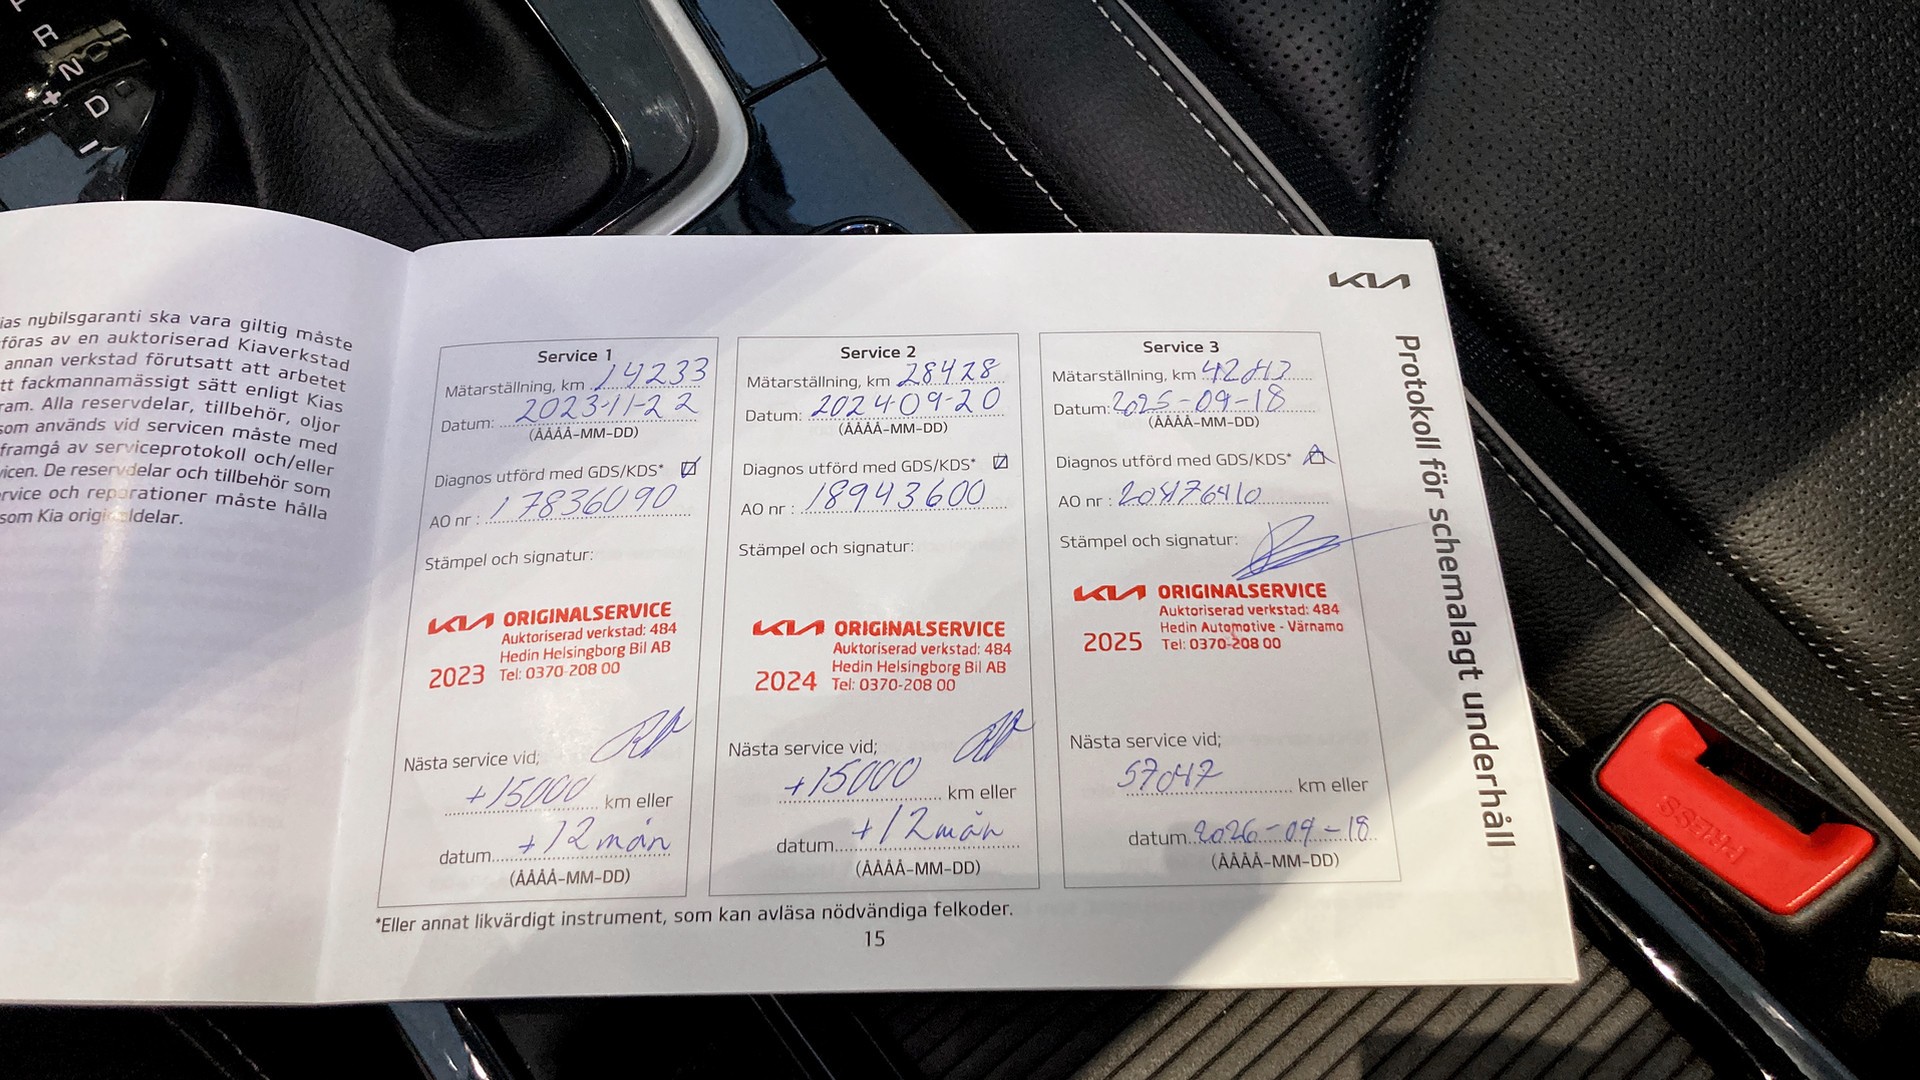 R
N
+ D
I
ias nybilsgaranti ska vara giltig måste
föras av en auktoriserad Kiaverkstad
annan verkstad förutsatt att arbetet
tt fackmannamässigt sätt enligt Kias
ram. Alla reservdelar, tillbehör, oljor
som används vid servicen måste med
framgå av serviceprotokoll och/eller
vicen. De reservdelar och tillbehör som
rvice och reparationer måste hålla
som Kia originaldelar.
KIA
Protokoll för schemalagt underhåll
Service 1
Mätarställning, km 14233
Datum: 2023-11-22
(ÅÅÅÅ-MM-DD)
Diagnos utförd med GDS/KDS*
AO nr : 17836090
Stämpel och signatur:
KIA ORIGINALSERVICE
Auktoriserad verkstad: 484
Hedin Helsingborg Bil AB
2023 Tel: 0370-208 00
Nästa service vid;
+15000 km eller
datum +12 mån
(ÅÅÅÅ-MM-DD)
Service 2
Mätarställning, km 28428
Datum: 2024-09-20
(ÅÅÅÅ-MM-DD)
Diagnos utförd med GDS/KDS*
AO nr : 18943600
Stämpel och signatur:
KIA ORIGINALSERVICE
Auktoriserad verkstad: 484
Hedin Helsingborg Bil AB
2024 Tel: 0370-208 00
Nästa service vid;
+15000 km eller
datum +12 mån
(ÅÅÅÅ-MM-DD)
Service 3
Mätarställning, km
Datum: 2025-09-18
(ÅÅÅÅ-MM-DD)
Diagnos utförd med GDS/KDS*
AO nr : 20476410
Stämpel och signatur:
KIA ORIGINALSERVICE
Auktoriserad verkstad: 484
Hedin Automotive - Värnamo
2025 Tel: 0370-208 00
Nästa service vid;
57047 km eller
datum 2026-09-18
(ÅÅÅÅ-MM-DD)
*Eller annat likvärdigt instrument, som kan avläsa nödvändiga felkoder.
15
PRESS